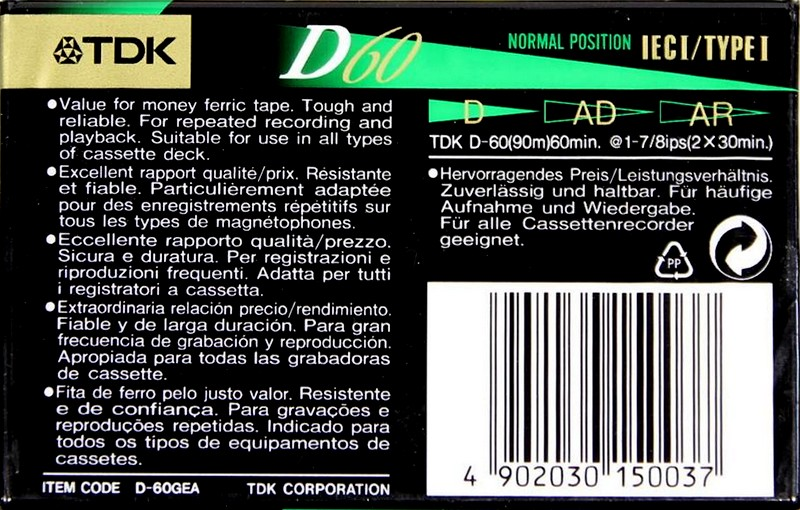 TDK
D60
NORMAL POSITION IECI/TYPE I
●Value for money ferric tape. Tough and
reliable. For repeated recording and
playback. Suitable for use in all types
of cassette deck.
●Excellent rapport qualité/prix. Résistante
et fiable. Particulièrement adaptée
pour des enregistrements répétitifs sur
tous les types de magnétophones.
●Eccellente rapporto qualità/prezzo.
Sicura e duratura. Per registrazioni e
riproduzioni frequenti. Adatta per tutti
i registratori a cassetta.
●Extraordinaria relación precio/rendimiento.
Fiable y de larga duración. Para gran
frecuencia de grabación y reproducción.
Apropiada para todas las grabadoras
de cassette.
●Fita de ferro pelo justo valor. Resistente
e de confiança. Para gravações e
reproduções repetidas. Indicado para
todos os tipos de equipamentos de
cassetes.
ITEM CODE D-60GEA TDK CORPORATION
D AD AR
TDK D-60(90m)60min. @1-7/8ips(2×30min.)
●Hervorragendes Preis/Leistungsverhältnis.
Zuverlässig und haltbar. Für häufige
Aufnahme und Wiedergabe.
Für alle Cassettenrecorder
geeignet.
PP
4 902030 150037